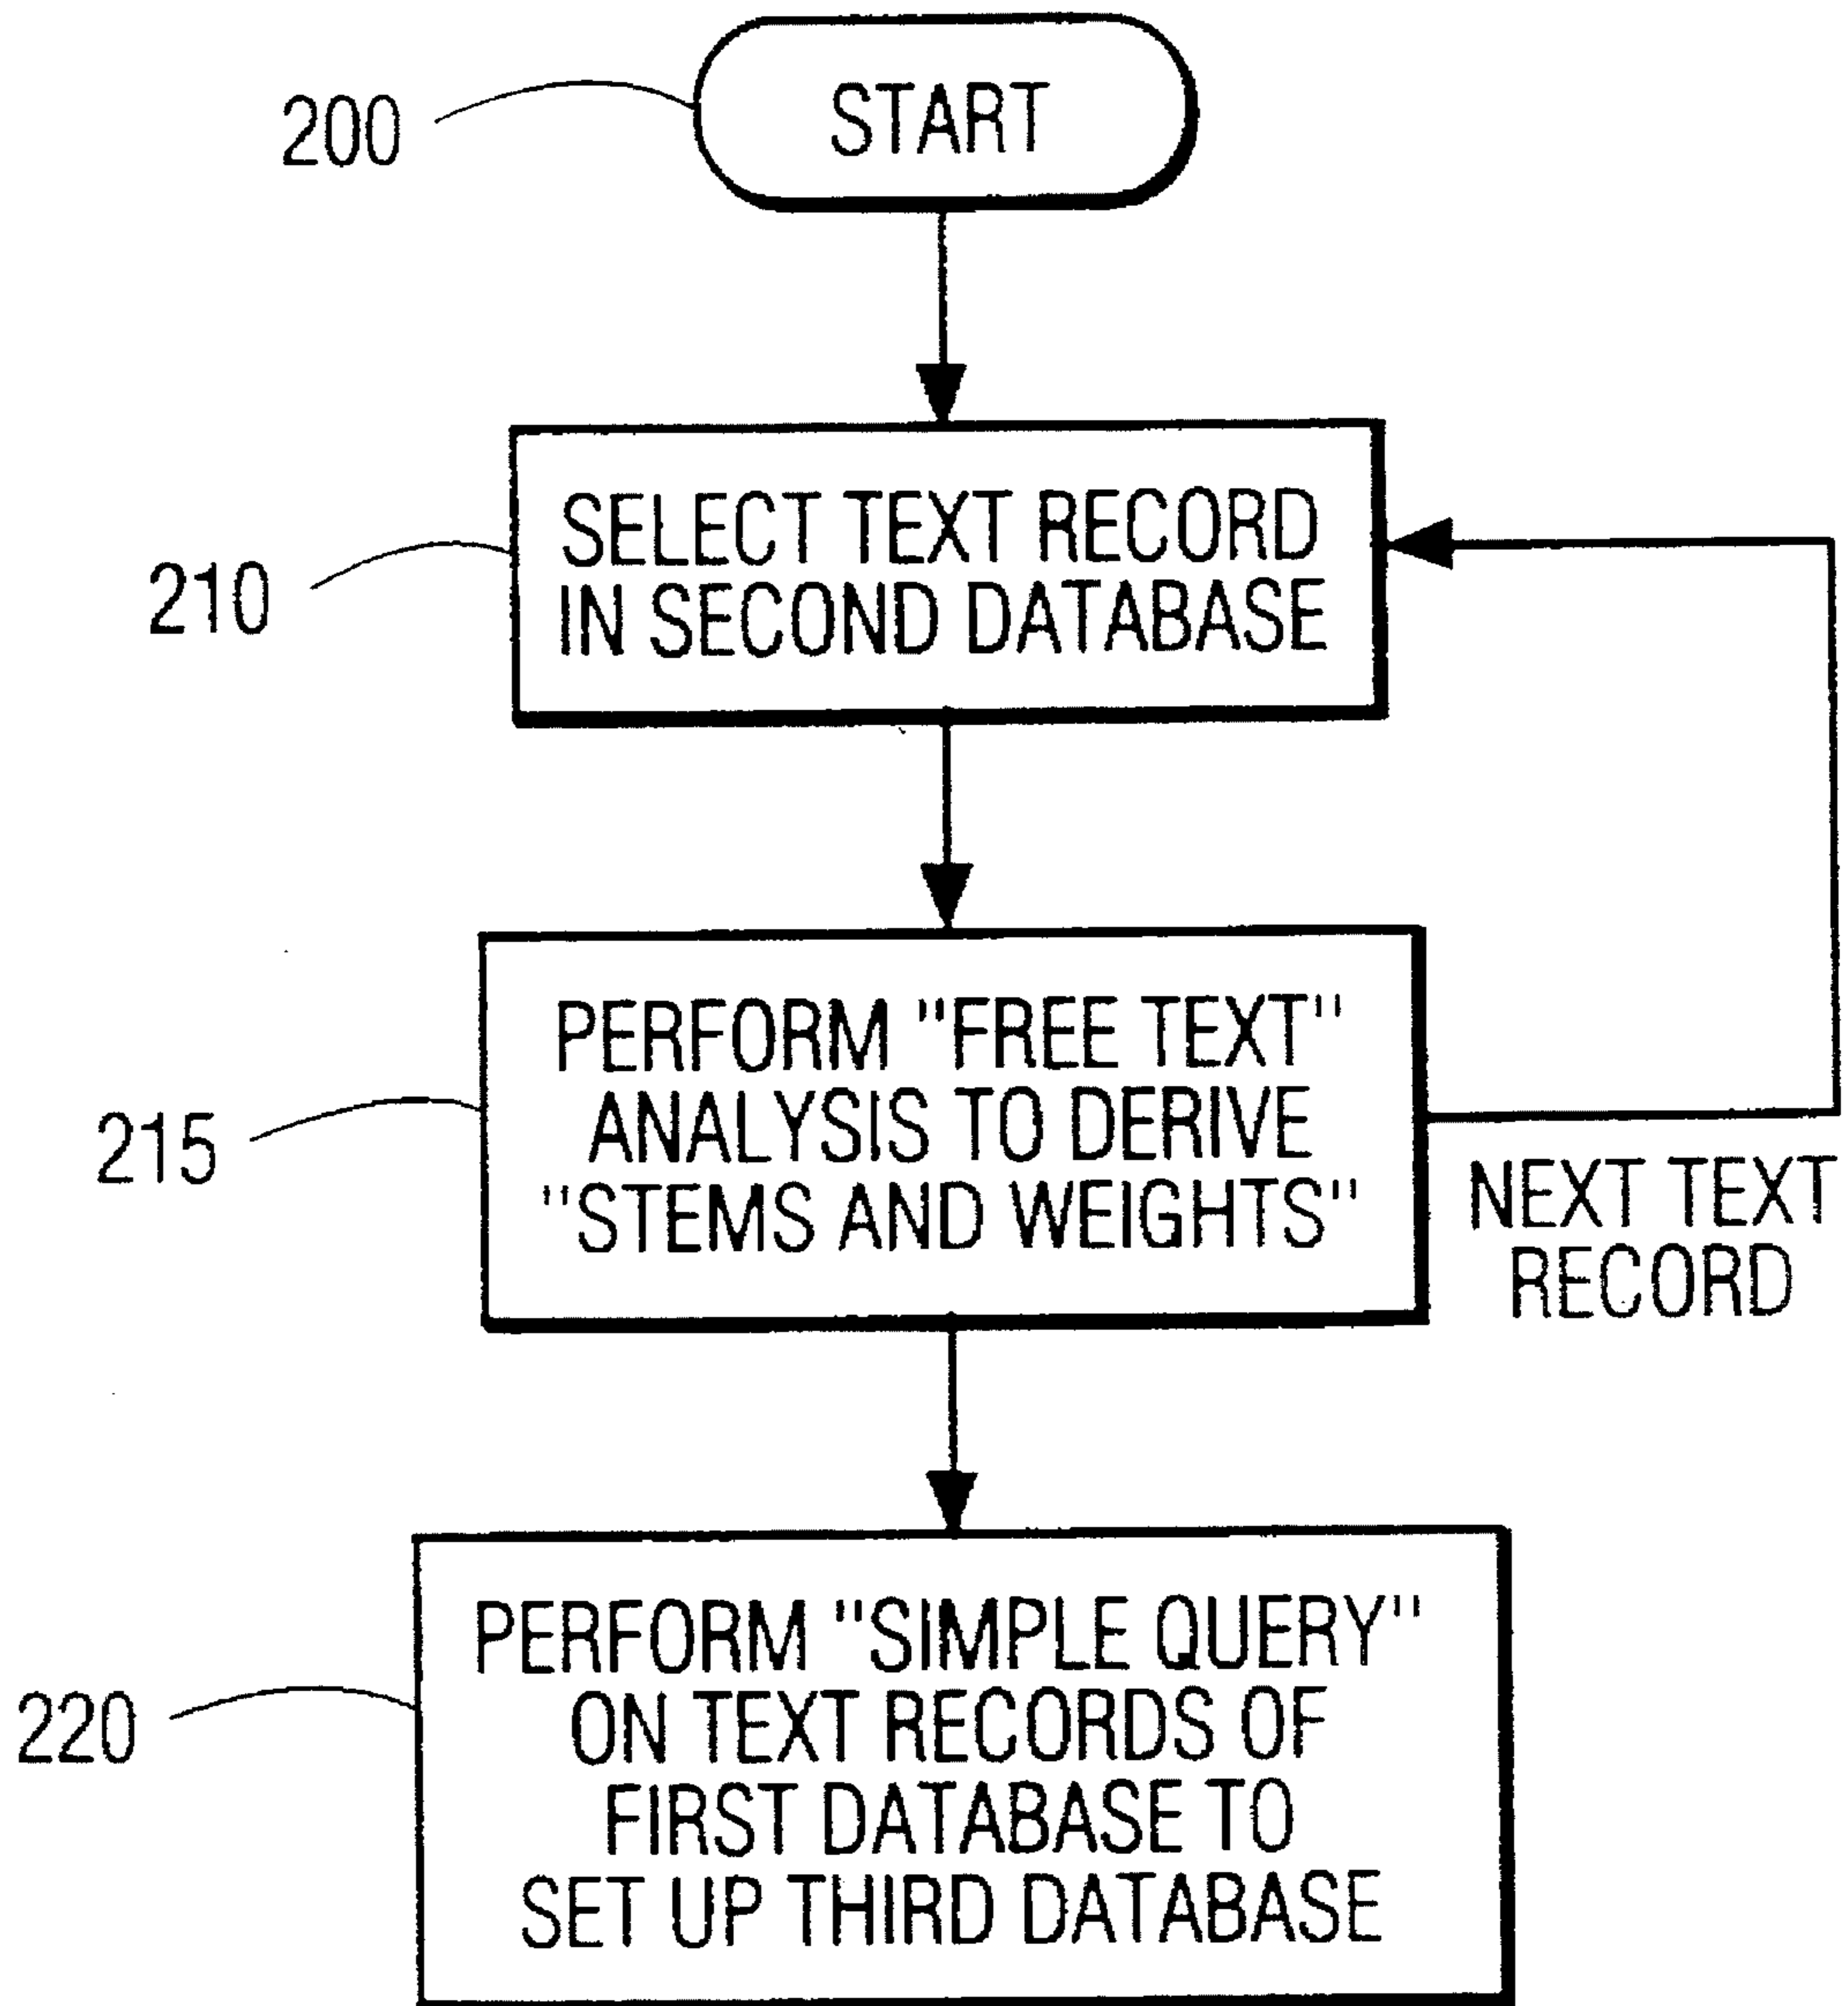 200
START
210
SELECT TEXT RECORD
IN SECOND DATABASE
215
PERFORM "FREE TEXT"
ANALYSIS TO DERIVE
"STEMS AND WEIGHTS"
NEXT TEXT
RECORD
220
PERFORM "SIMPLE QUERY"
ON TEXT RECORDS OF
FIRST DATABASE TO
SET UP THIRD DATABASE